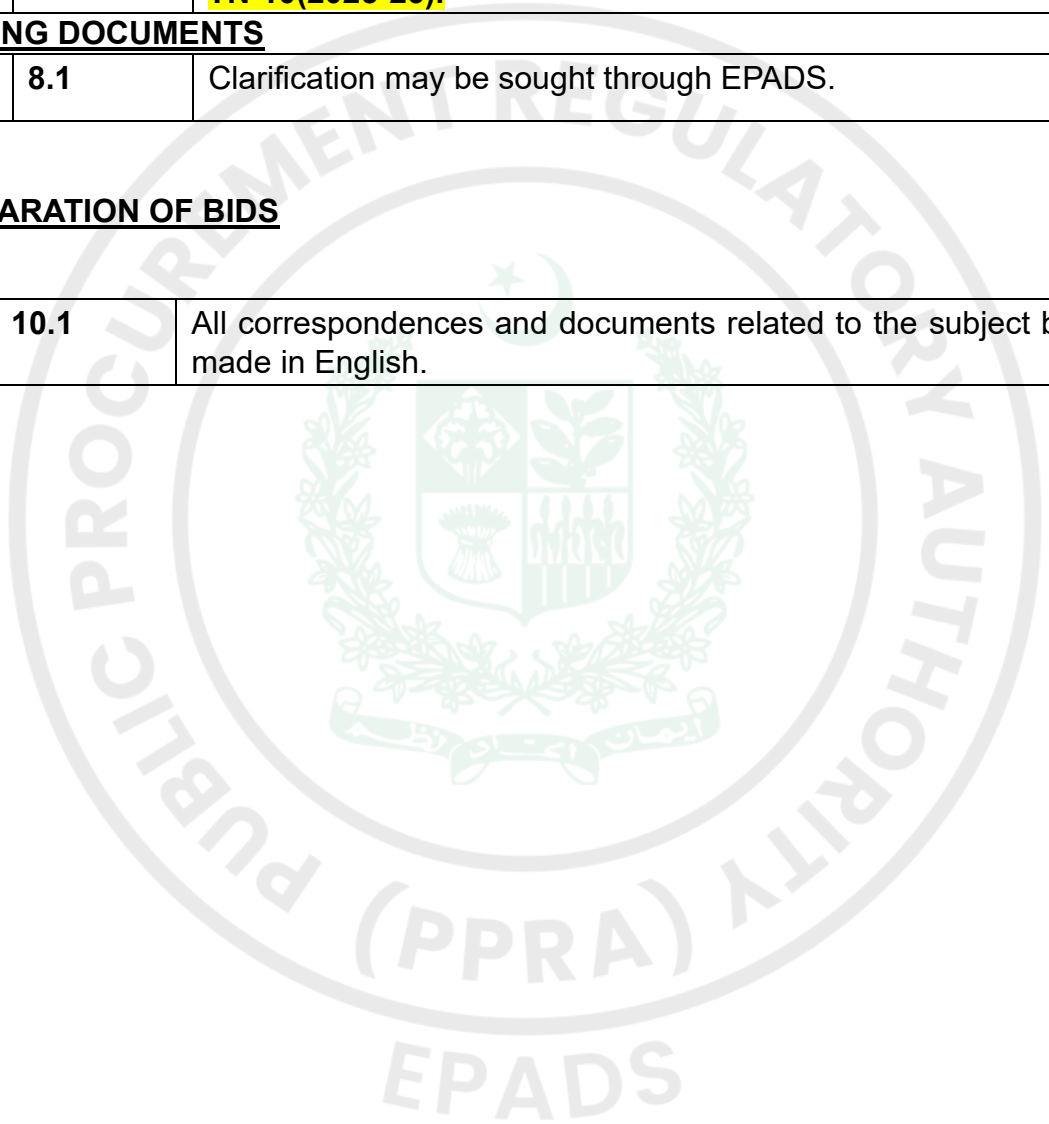 NG DOCUMENTS
8.1 Clarification may be sought through EPADS.
ARATION OF BIDS
10.1 All correspondences and documents related to the subject b
made in English.
PUBLIC PROCUREMENT REGULATORY AUTHORITY
(PPRA)
EPADS